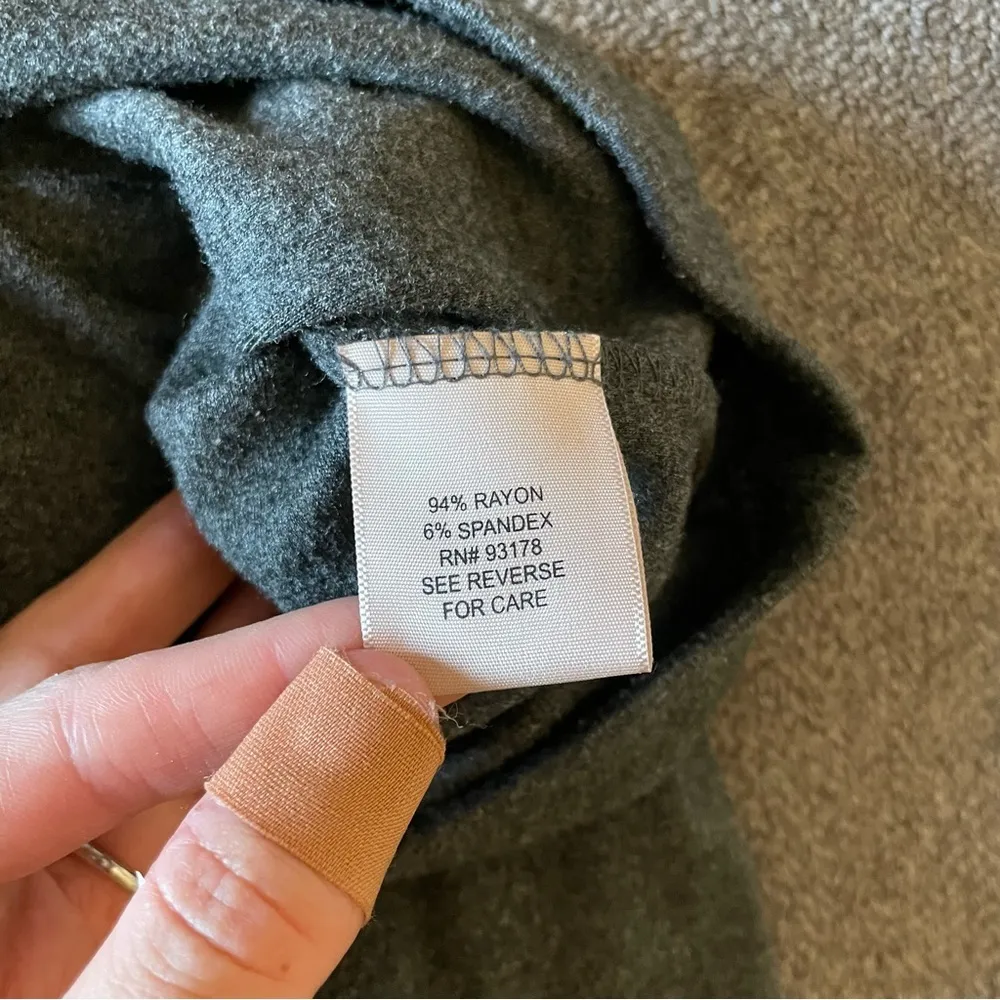 94% RAYON
6% SPANDEX
RN# 93178
SEE REVERSE
FOR CARE